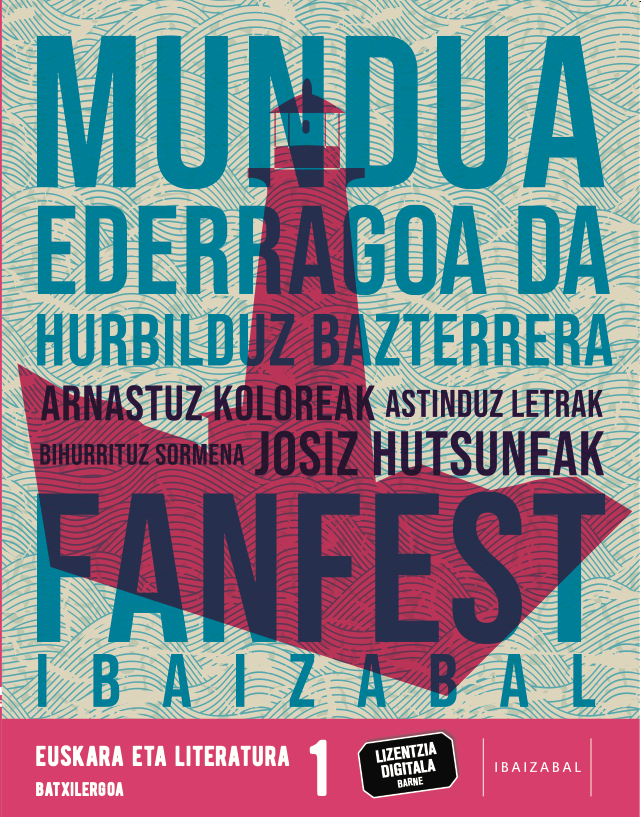 MUNDUA
EDERRAGOA DA
HURBILDUZ BAZTERRERA
ARNASTUZ KOLOREAK ASTINDUZ LETRAK
BIHURRITUZ SORMENA JOSIZ HUTSUNEAK
FANFEST
IBAIZABAL
EUSKARA ETA LITERATURA 1
BATXILERGOA
LIZENTZIA
DIGITALA
BARNE
IBAIZABAL